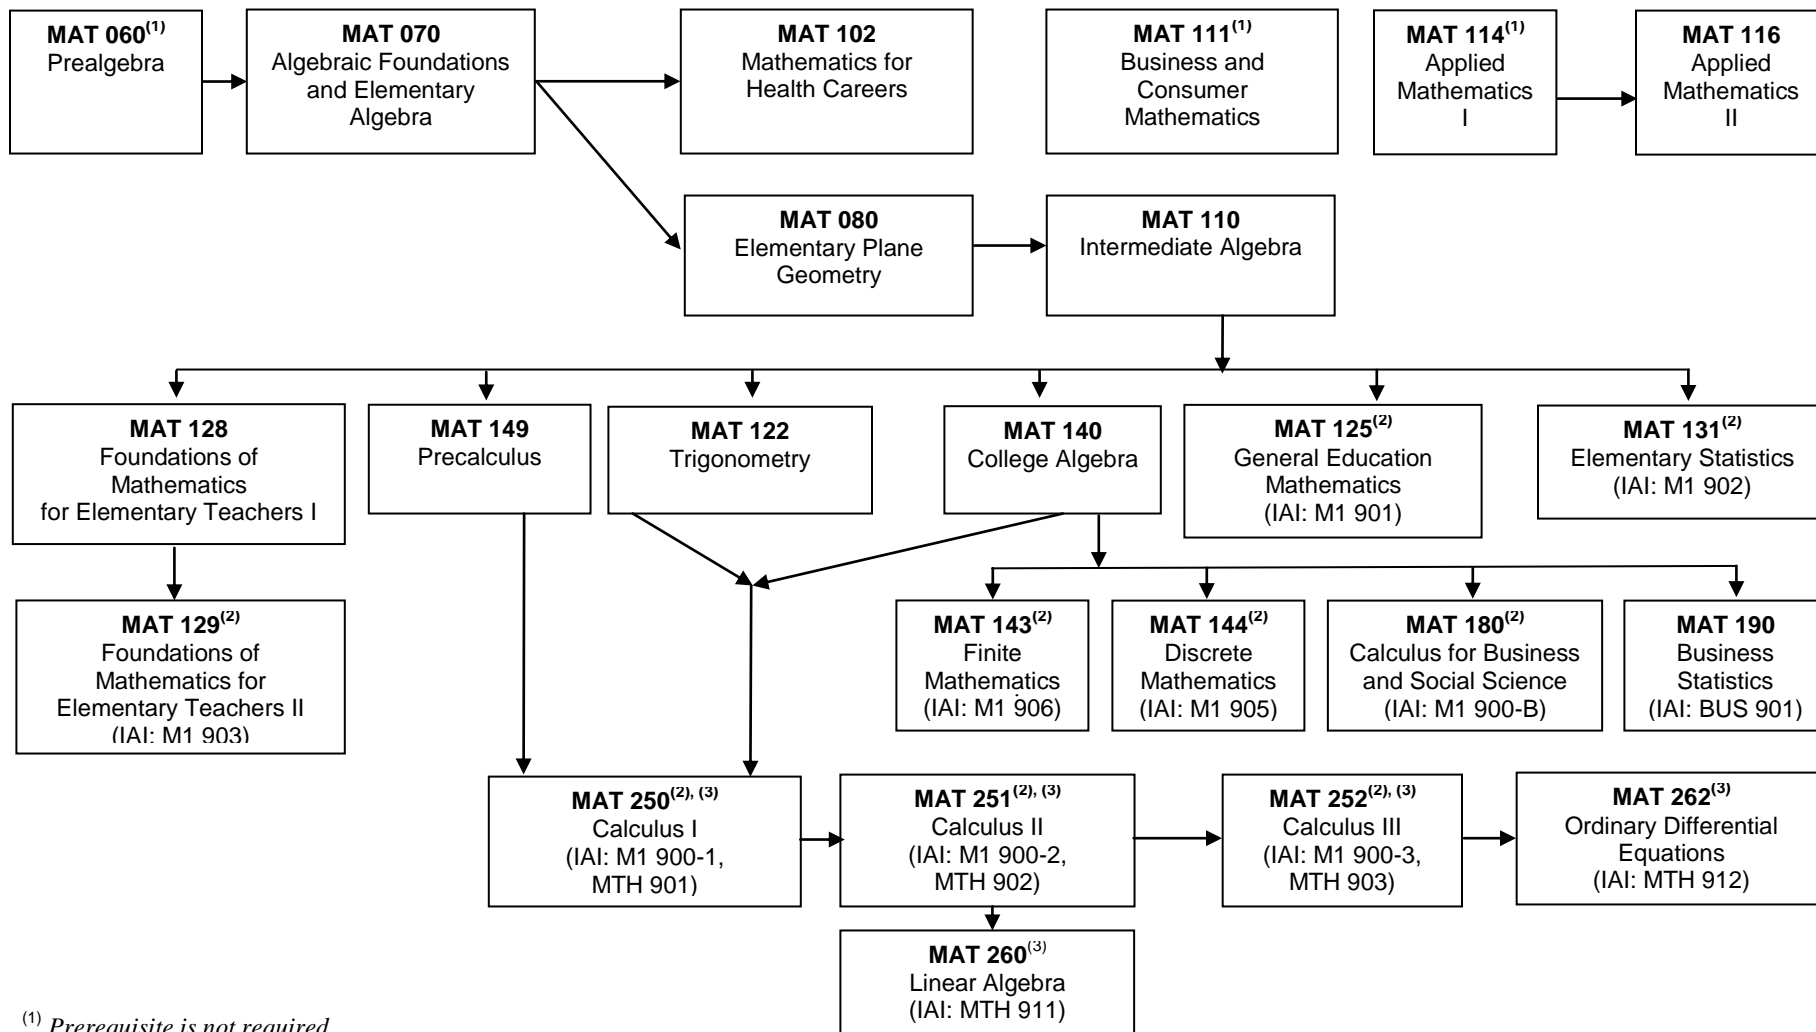 MAT 060(1)
Prealgebra
MAT 070
Algebraic Foundations
and Elementary
Algebra
MAT 102
Mathematics for
Health Careers
MAT 111(1)
Business and
Consumer
Mathematics
MAT 114(1)
Applied
Mathematics
I
MAT 116
Applied
Mathematics
II
MAT 080
Elementary Plane
Geometry
MAT 110
Intermediate Algebra
MAT 128
Foundations of
Mathematics
for Elementary Teachers I
MAT 149
Precalculus
MAT 122
Trigonometry
MAT 140
College Algebra
MAT 125(2)
General Education
Mathematics
(IAI: M1 901)
MAT 131(2)
Elementary Statistics
(IAI: M1 902)
MAT 129(2)
Foundations of
Mathematics for
Elementary Teachers II
(IAI: M1 903)
MAT 143(2)
Finite
Mathematics
(IAI: M1 906)
MAT 144(2)
Discrete
Mathematics
(IAI: M1 905)
MAT 180(2)
Calculus for Business
and Social Science
(IAI: M1 900-B)
MAT 190
Business
Statistics
(IAI: BUS 901)
MAT 250(2), (3)
Calculus I
(IAI: M1 900-1,
MTH 901)
MAT 251(2), (3)
Calculus II
(IAI: M1 900-2,
MTH 902)
MAT 252(2), (3)
Calculus III
(IAI: M1 900-3,
MTH 903)
MAT 262(3)
Ordinary Differential
Equations
(IAI: MTH 912)
MAT 260(3)
Linear Algebra
(IAI: MTH 911)
(1) Prerequisite is not required